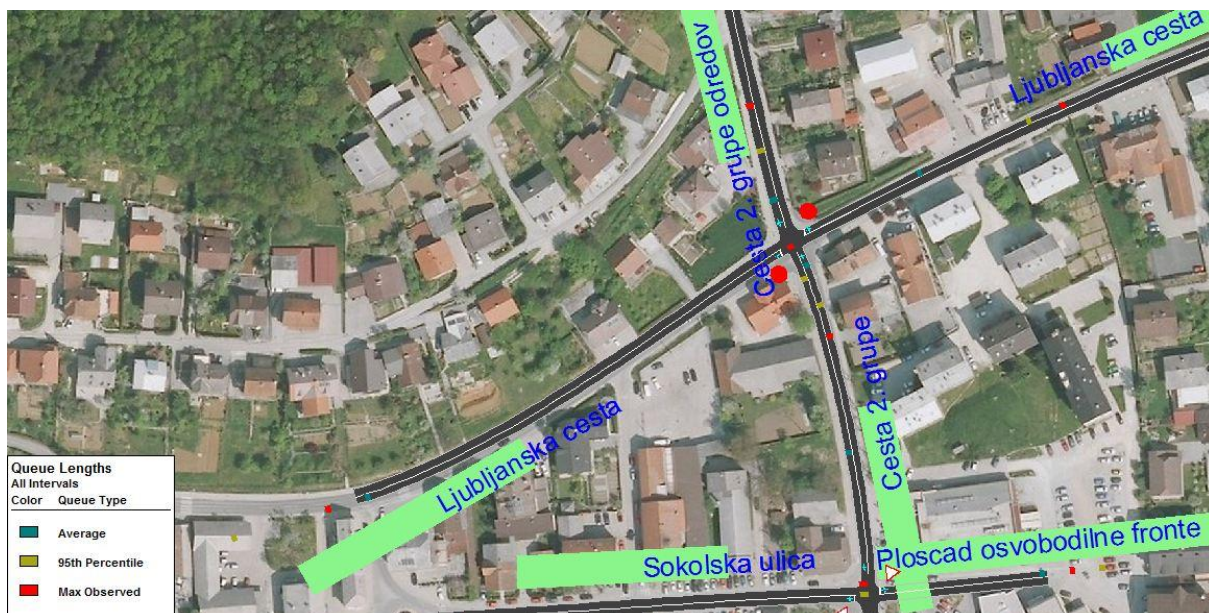 Ljubljanska cesta
Cesta 2. grupe odredov
Cesta 2. grupe
Ljubljanska cesta
Sokolska ulica
Ploscad osvobodilne fronte
Queue Lengths
All Intervals
Color Queue Type
Average
95th Percentile
Max Observed